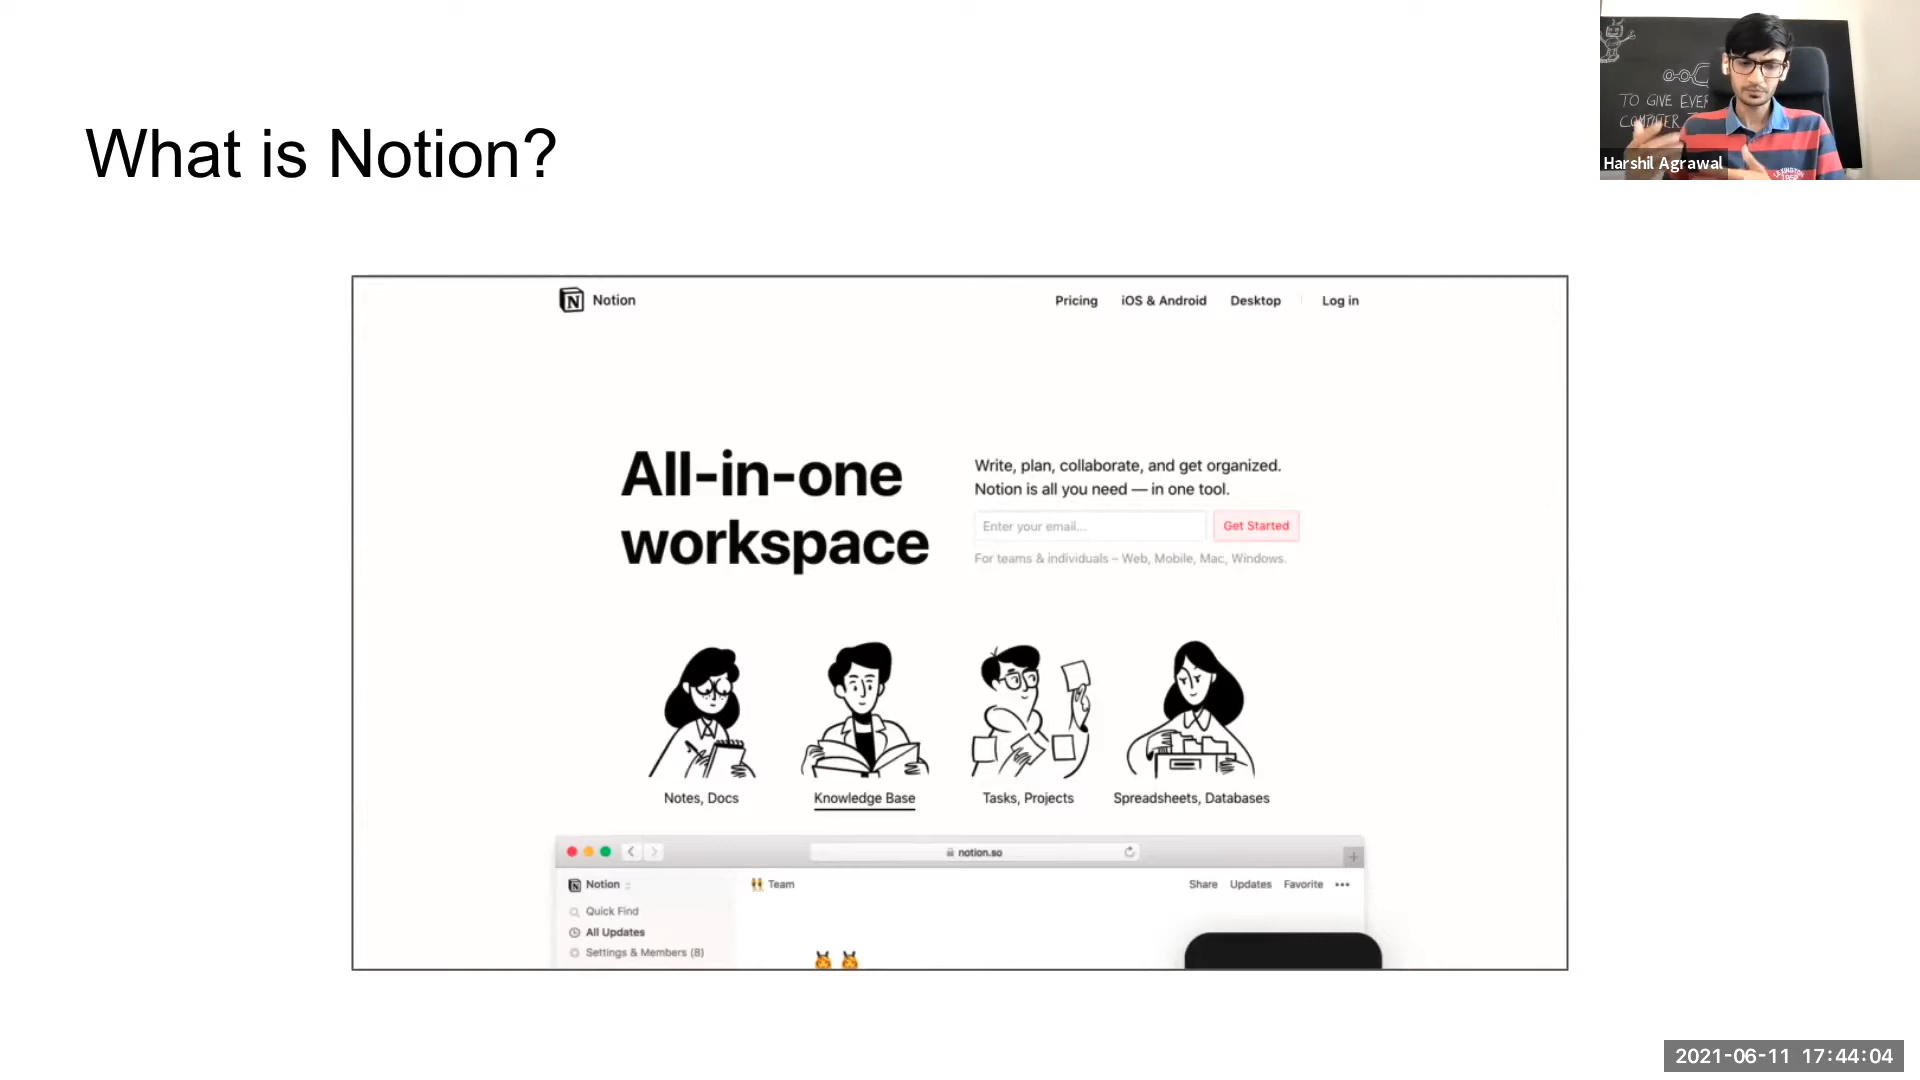 What is Notion?
TO GIVE EVER
COMPUTER
Harshil Agrawal
LEXINGTON
Notion
Pricing
iOS & Android
Desktop
Log in
All-in-one
workspace
Write, plan, collaborate, and get organized.
Notion is all you need — in one tool.
Enter your email...
Get Started
For teams & individuals – Web, Mobile, Mac, Windows.
Notes, Docs
Knowledge Base
Tasks, Projects
Spreadsheets, Databases
notion.so
Notion
Team
Share
Updates
Favorite
•••
Quick Find
All Updates
Settings & Members (8)
2021-06-11 17:44:04